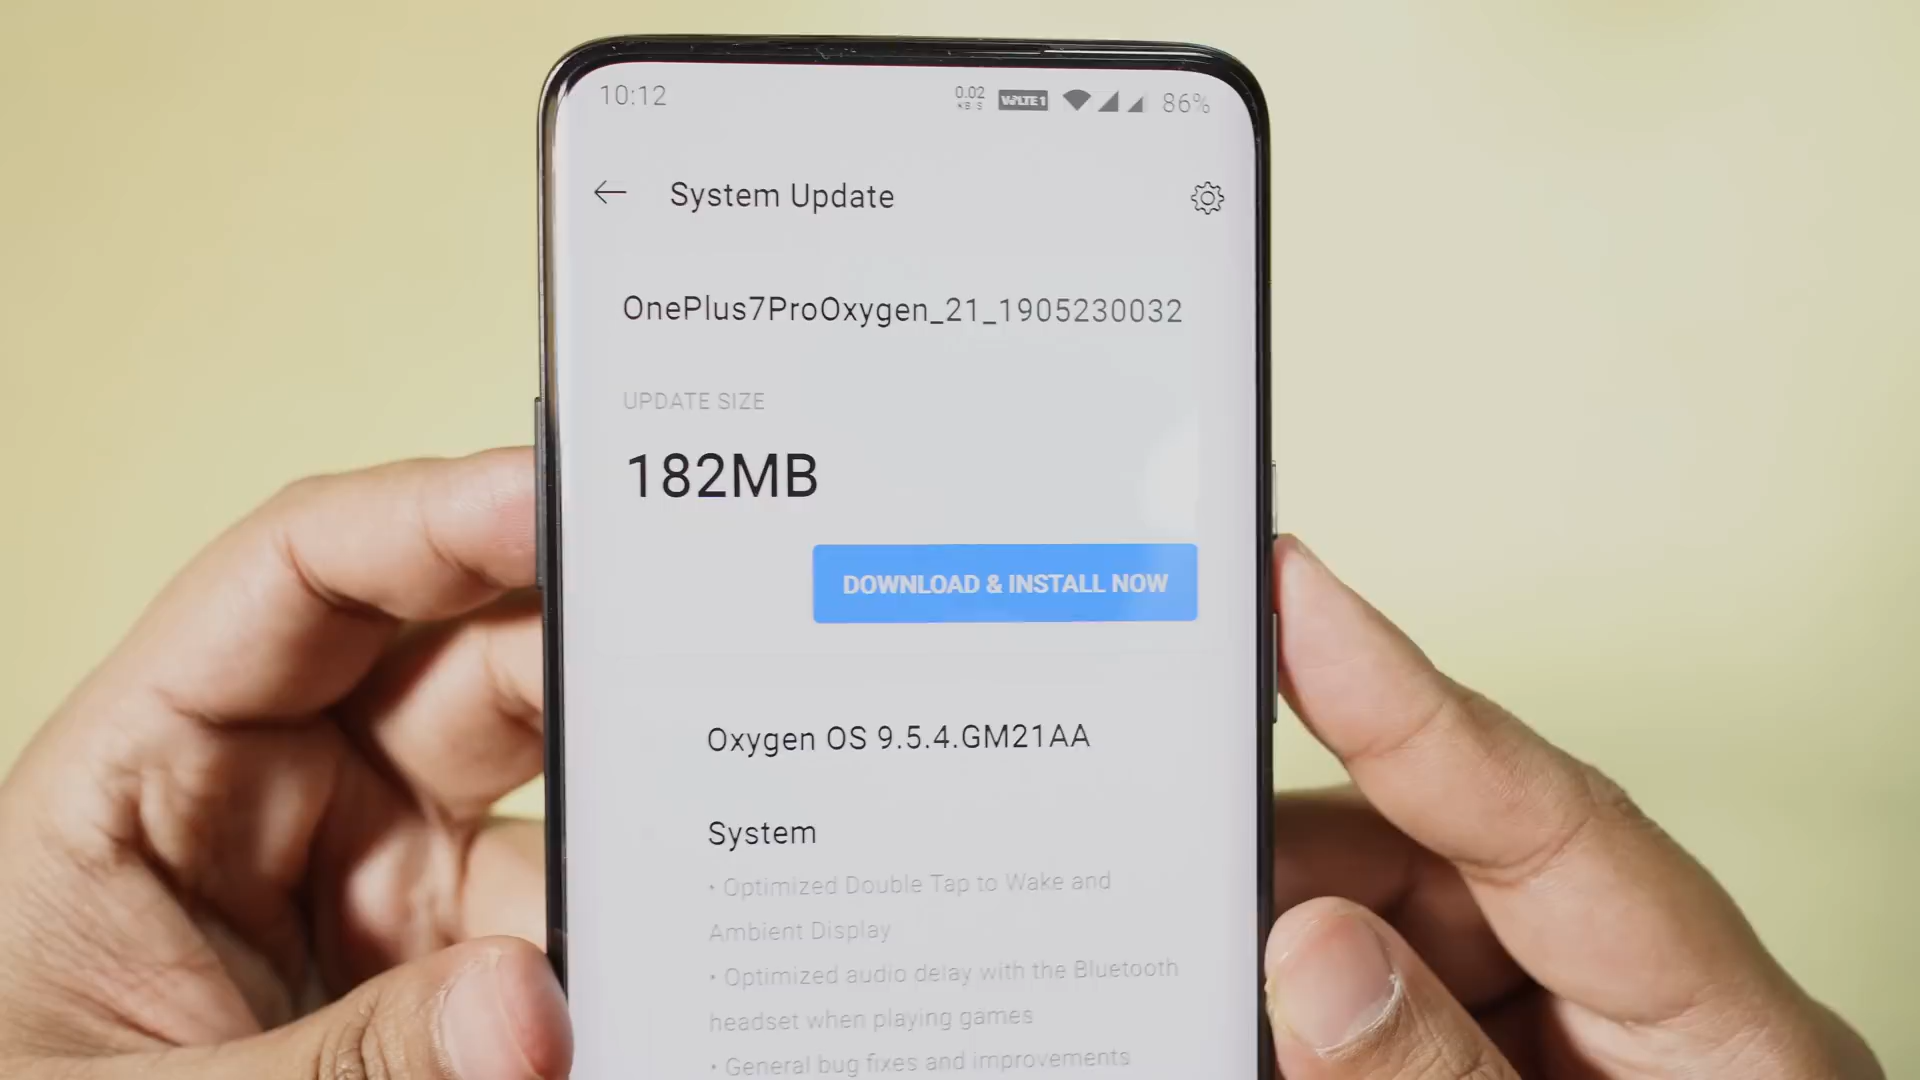 10:12 0.02 KB/S VoLTE1 86%
System Update
OnePlus7ProOxygen_21_1905230032
UPDATE SIZE
182MB
DOWNLOAD & INSTALL NOW
Oxygen OS 9.5.4.GM21AA
System
• Optimized Double Tap to Wake and
Ambient Display
• Optimized audio delay with the Bluetooth
headset when playing games
• General bug fixes and improvements